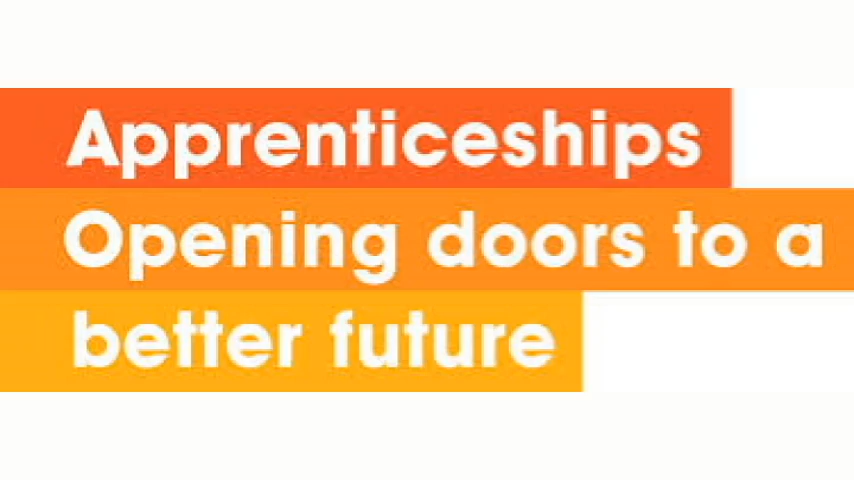 Apprenticeships
Opening doors to a
better future